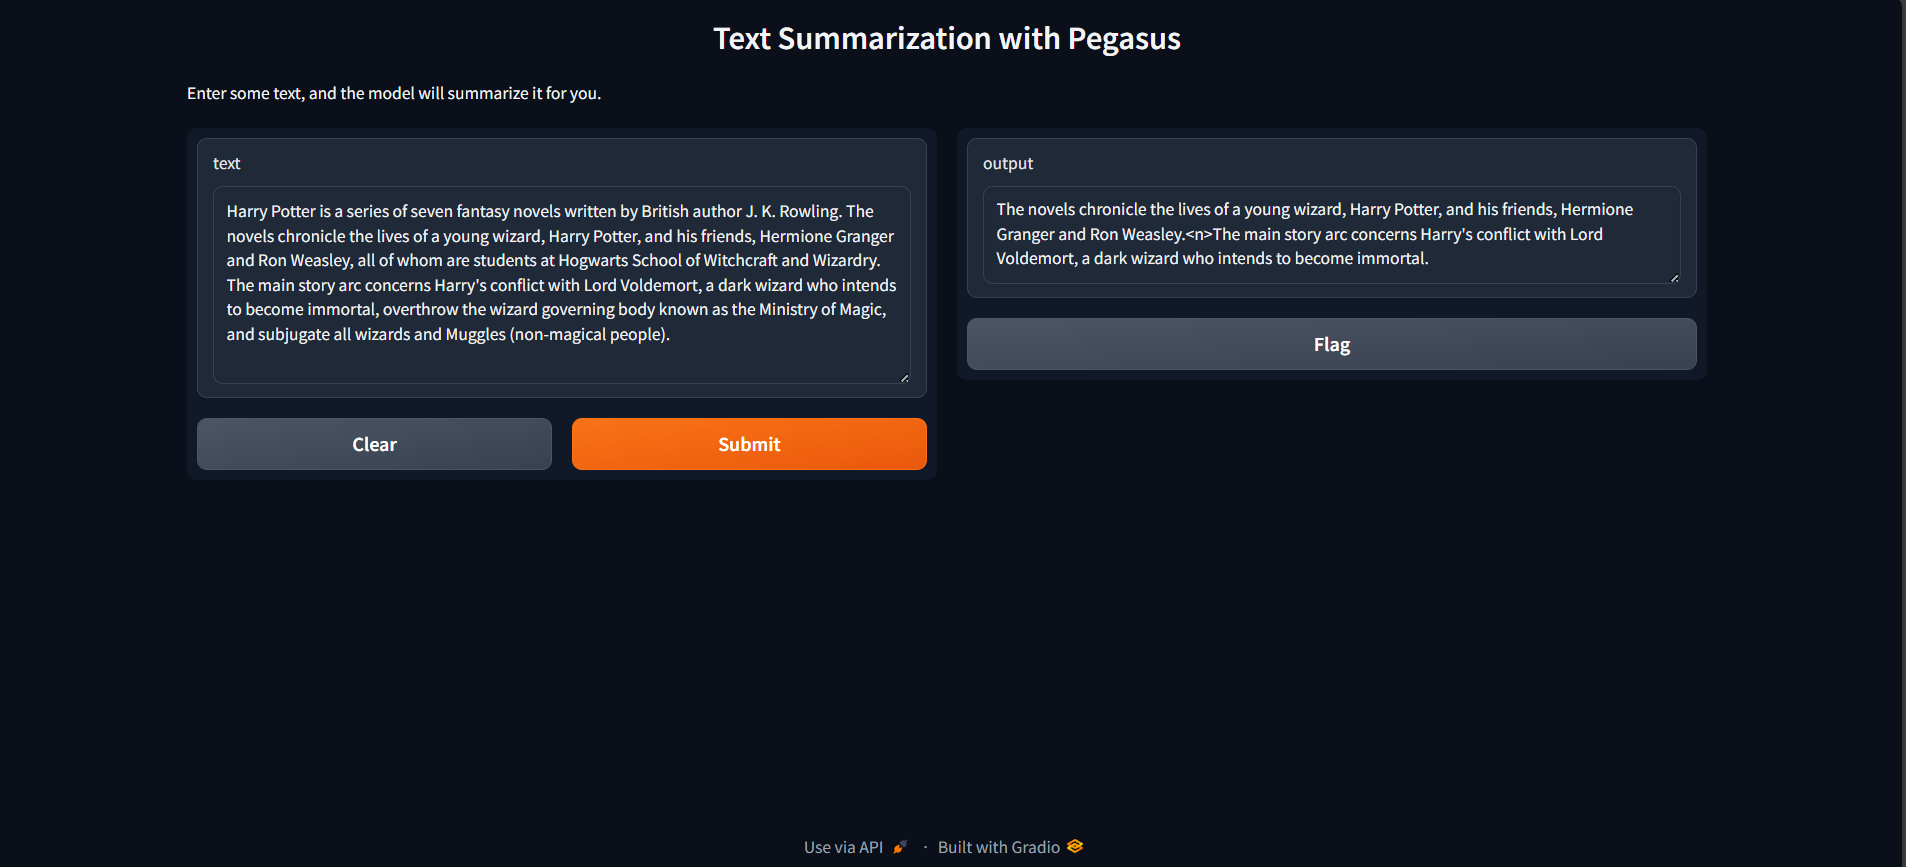 Text Summarization with Pegasus
Enter some text, and the model will summarize it for you.
text
Harry Potter is a series of seven fantasy novels written by British author J. K. Rowling. The
novels chronicle the lives of a young wizard, Harry Potter, and his friends, Hermione Granger
and Ron Weasley, all of whom are students at Hogwarts School of Witchcraft and Wizardry.
The main story arc concerns Harry's conflict with Lord Voldemort, a dark wizard who intends
to become immortal, overthrow the wizard governing body known as the Ministry of Magic,
and subjugate all wizards and Muggles (non-magical people).
Clear
Submit
output
The novels chronicle the lives of a young wizard, Harry Potter, and his friends, Hermione
Granger and Ron Weasley.<n>The main story arc concerns Harry's conflict with Lord
Voldemort, a dark wizard who intends to become immortal.
Flag
Use via API · Built with Gradio